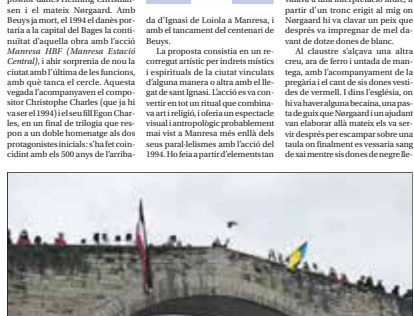 sen i el mateix Nørgaard. Amb
Beuys ja mort, el 1994 el danès por-
taria a la capital del Bages la conti-
nuïtat d'aquella obra amb l'acció
Manresa HBF (Manresa Estació
Central), i ahir sorprenia de nou la
ciutat amb l'última de les funcions,
amb què tanca el cercle. Aquesta
vegada l'acompanyaven el compo-
sitor Christophe Charles (que ja hi
va ser el 1994) i el seu fill Egon Char-
les, en un final de trilogia que res-
pon a un doble homenatge als dos
protagonistes inicials: s'ha fet coin-
cidint amb els 500 anys de l'arriba-
da d'Ignasi de Loiola a Manresa, i
amb el tancament del centenari de
Beuys.
La proposta consistia en un re-
corregut artístic per indrets místics
i espirituals de la ciutat vinculats
d'alguna manera o altra amb el lle-
gat de sant Ignasi. L'acció es va con-
vertir en tot un ritual que combina-
va art i religió, i oferia un espectacle
visual i antropològic probablement
mai vist a Manresa més enllà dels
seus paral·lelismes amb l'acció del
1994. Ho feia a partir d'elements tan
partir d'un tronc erigit al mig on
Nørgaard hi va clavar un peix que
després va impregnar de mel da-
vant de dotze dones de blanc.
Al claustre s'alçava una altra
creu, ara de ferro i untada de man-
tega, amb l'acompanyament de la
pregària i el cant de sis dones vesti-
des de vermell. I dins l'església, on
hi va haver alguna becaina, una pas-
ta de guix que Nørgaard i un ajudant
van elaborar allà mateix els va ser-
vir després per escampar sobre una
taula on finalment es vessaria sang
de xai mentre sis dones de negre lle-